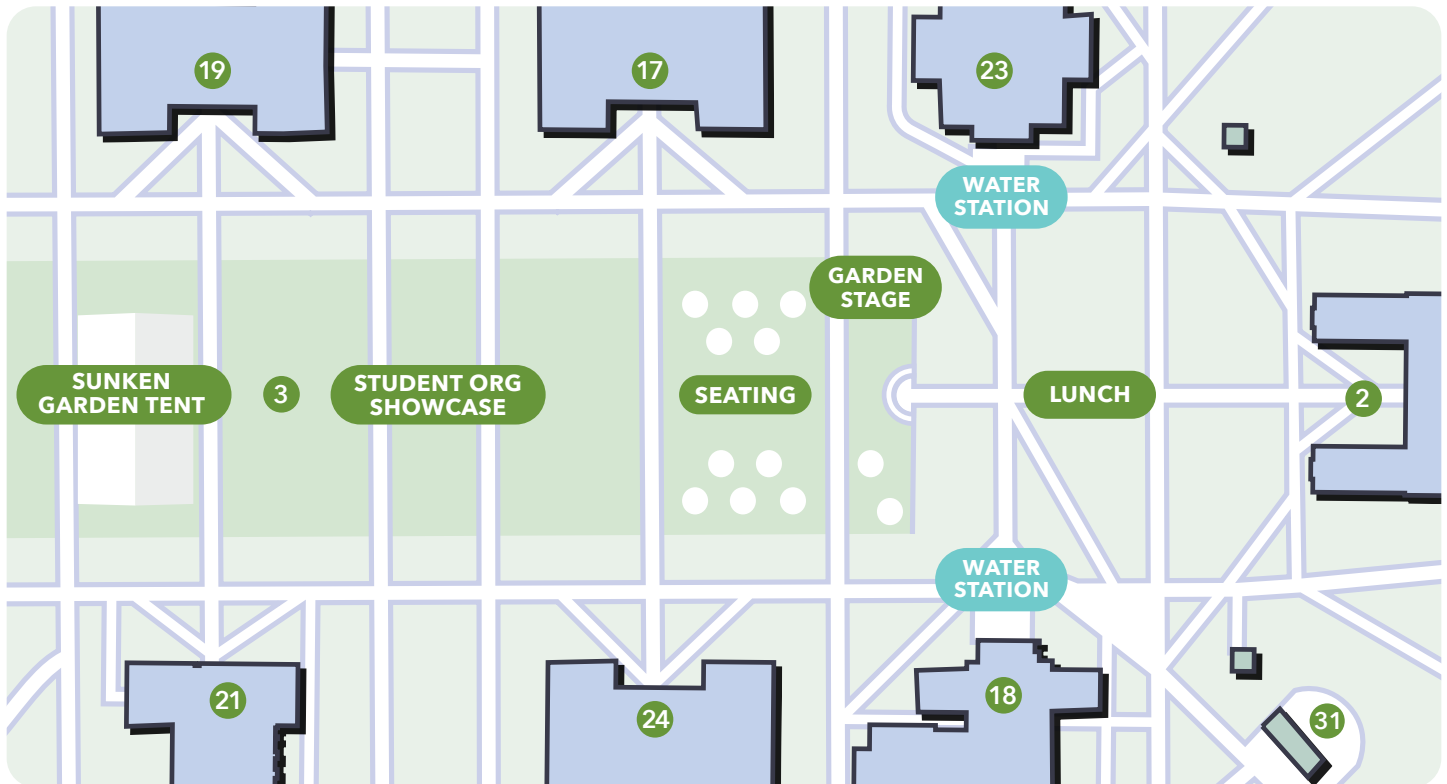 19
17
23
WATER
STATION
GARDEN
STAGE
SUNKEN
GARDEN TENT
3
STUDENT ORG
SHOWCASE
SEATING
LUNCH
2
WATER
STATION
21
24
18
31